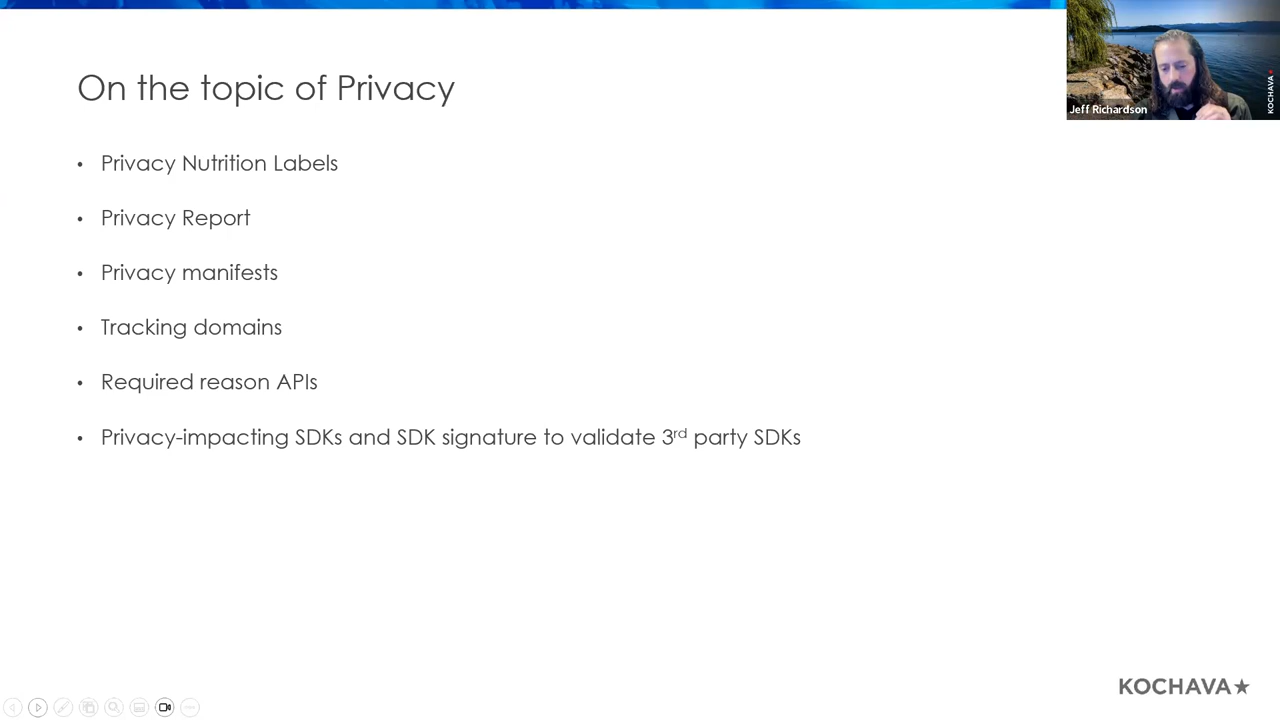 On the topic of Privacy
• Privacy Nutrition Labels
• Privacy Report
• Privacy manifests
• Tracking domains
• Required reason APIs
• Privacy-impacting SDKs and SDK signature to validate 3rd party SDKs
Jeff Richardson
KOCHAVA
KOCHAVA